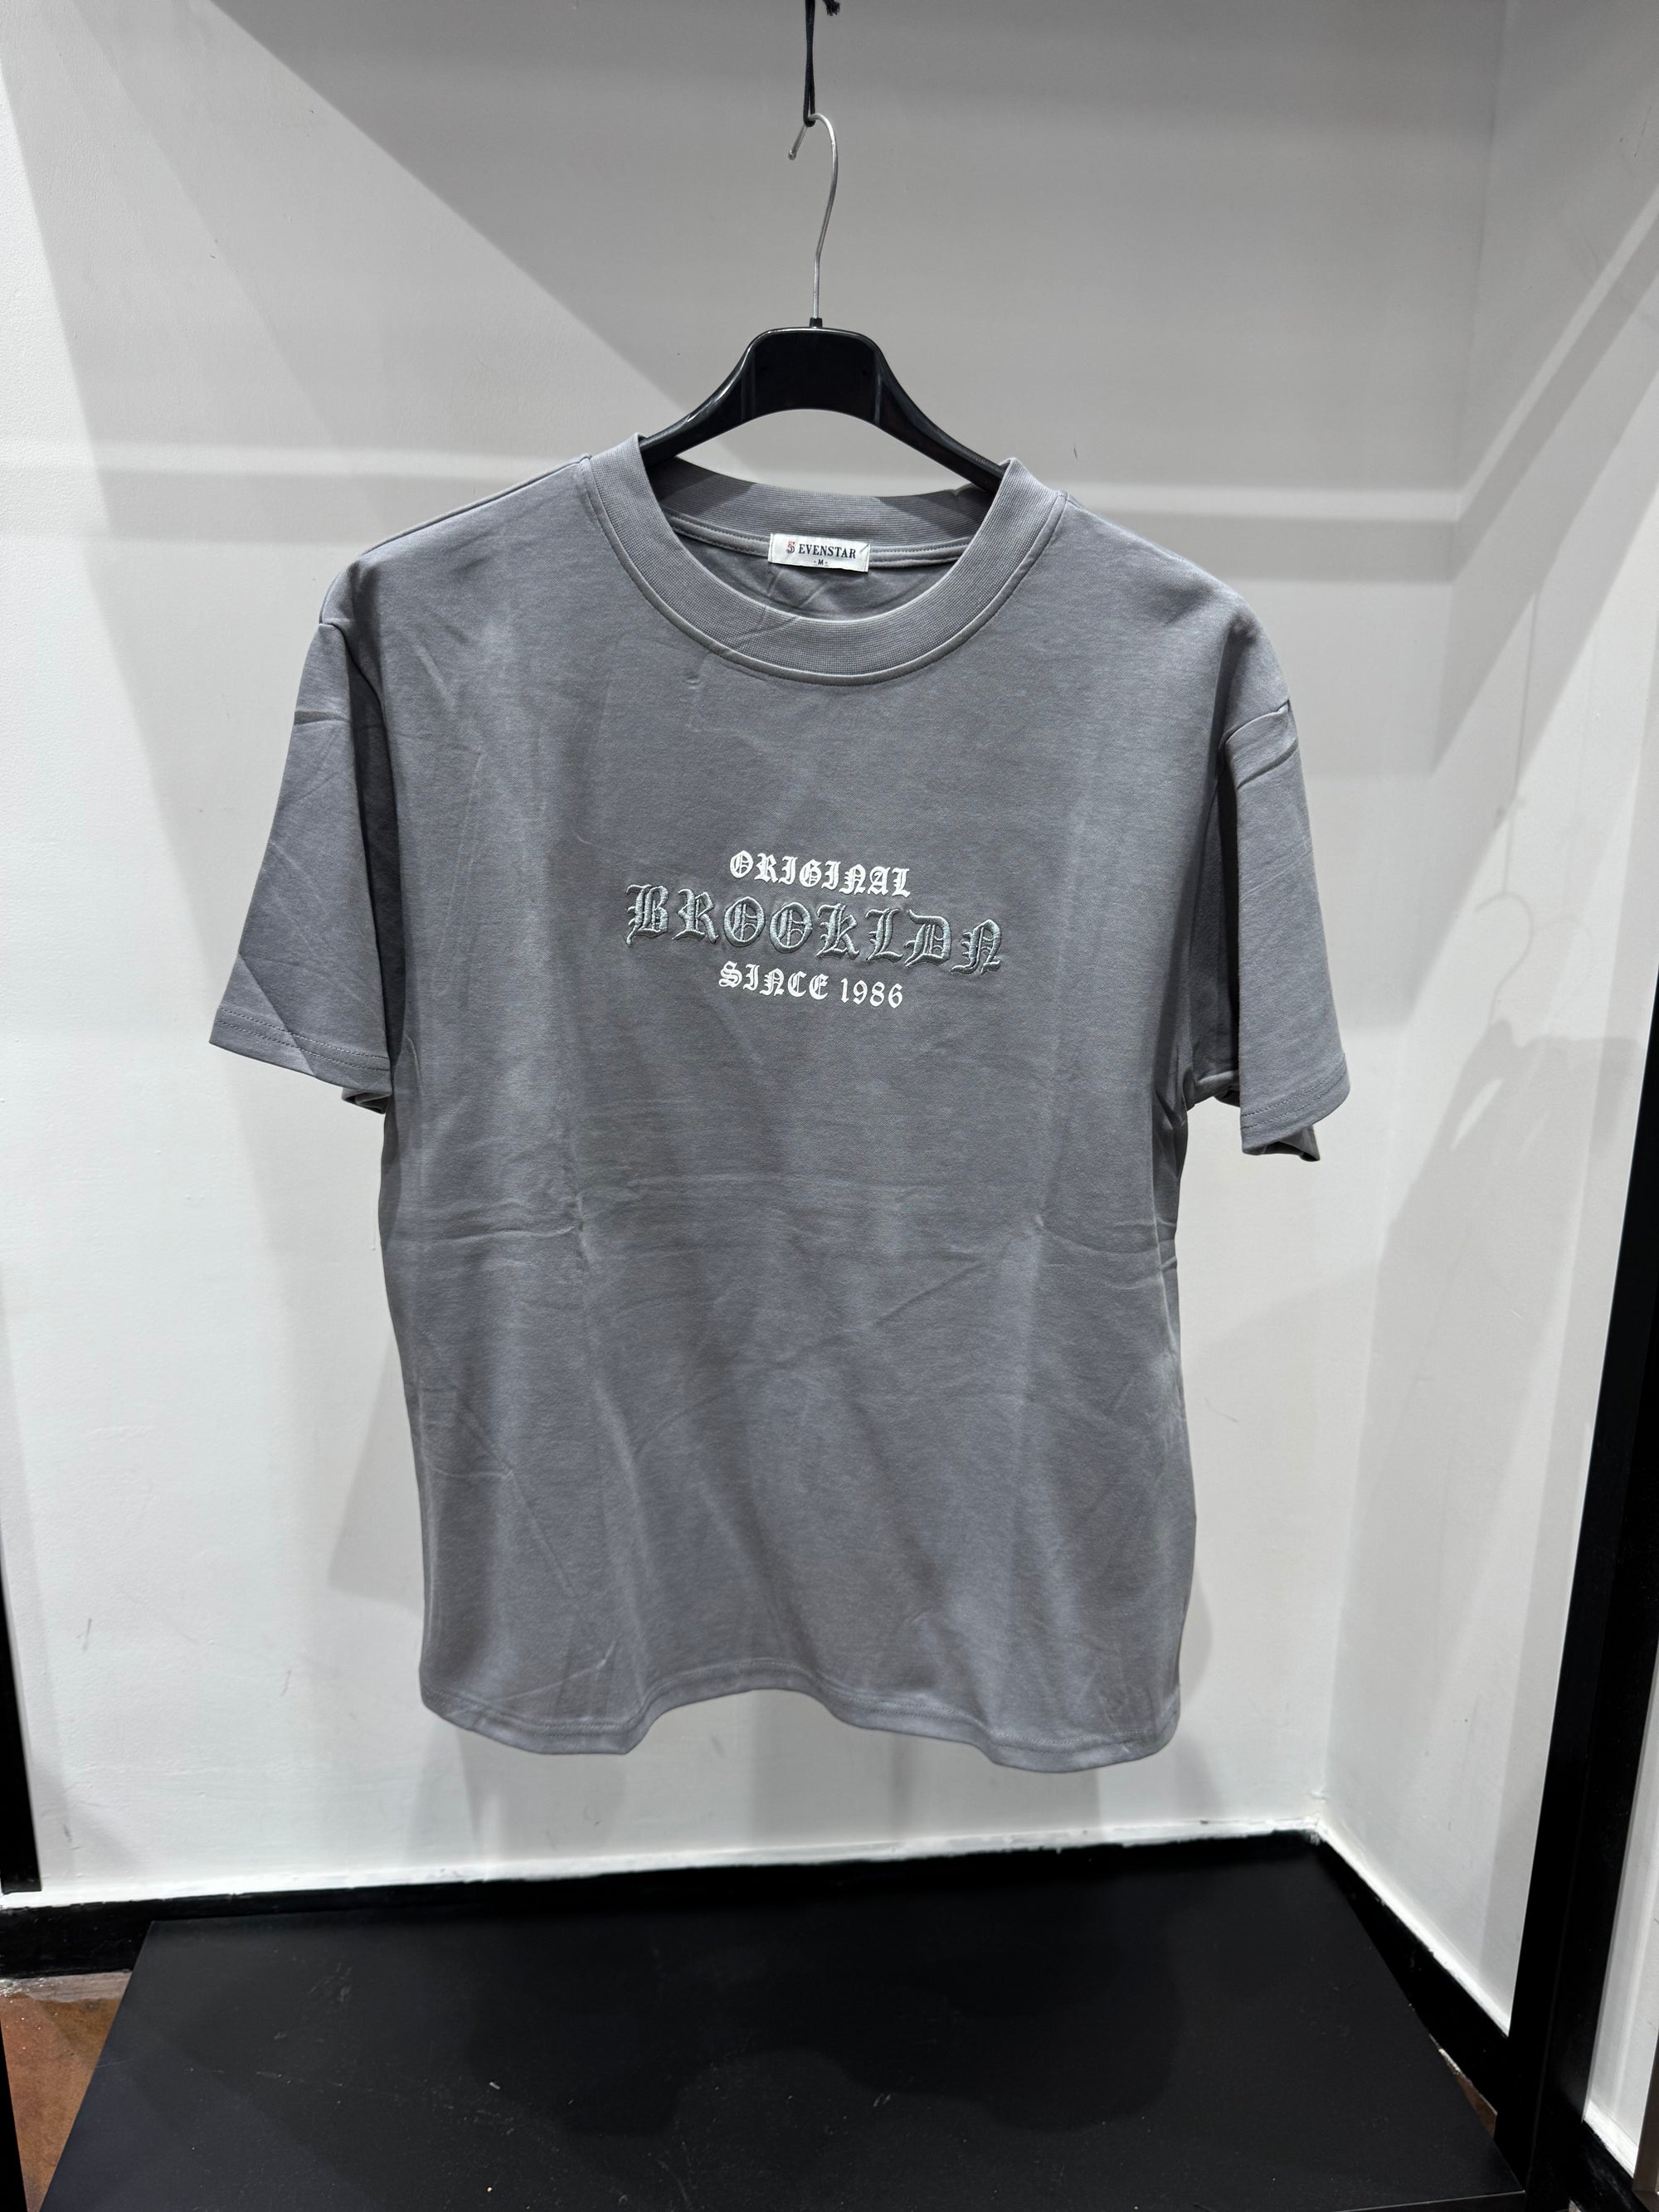 5EVENSTAR
- M -
ORIGINAL
BROOKLDN
SINCE 1986